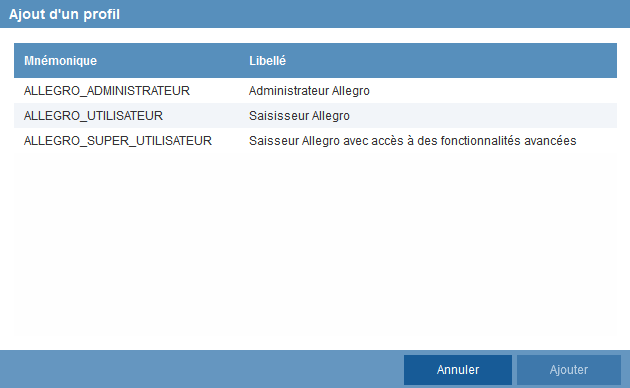 Ajout d'un profil
Mnémonique Libellé
ALLEGRO_ADMINISTRATEUR Administrateur Allegro
ALLEGRO_UTILISATEUR Saisisseur Allegro
ALLEGRO_SUPER_UTILISATEUR Saisseur Allegro avec accès à des fonctionnalités avancées
Annuler Ajouter